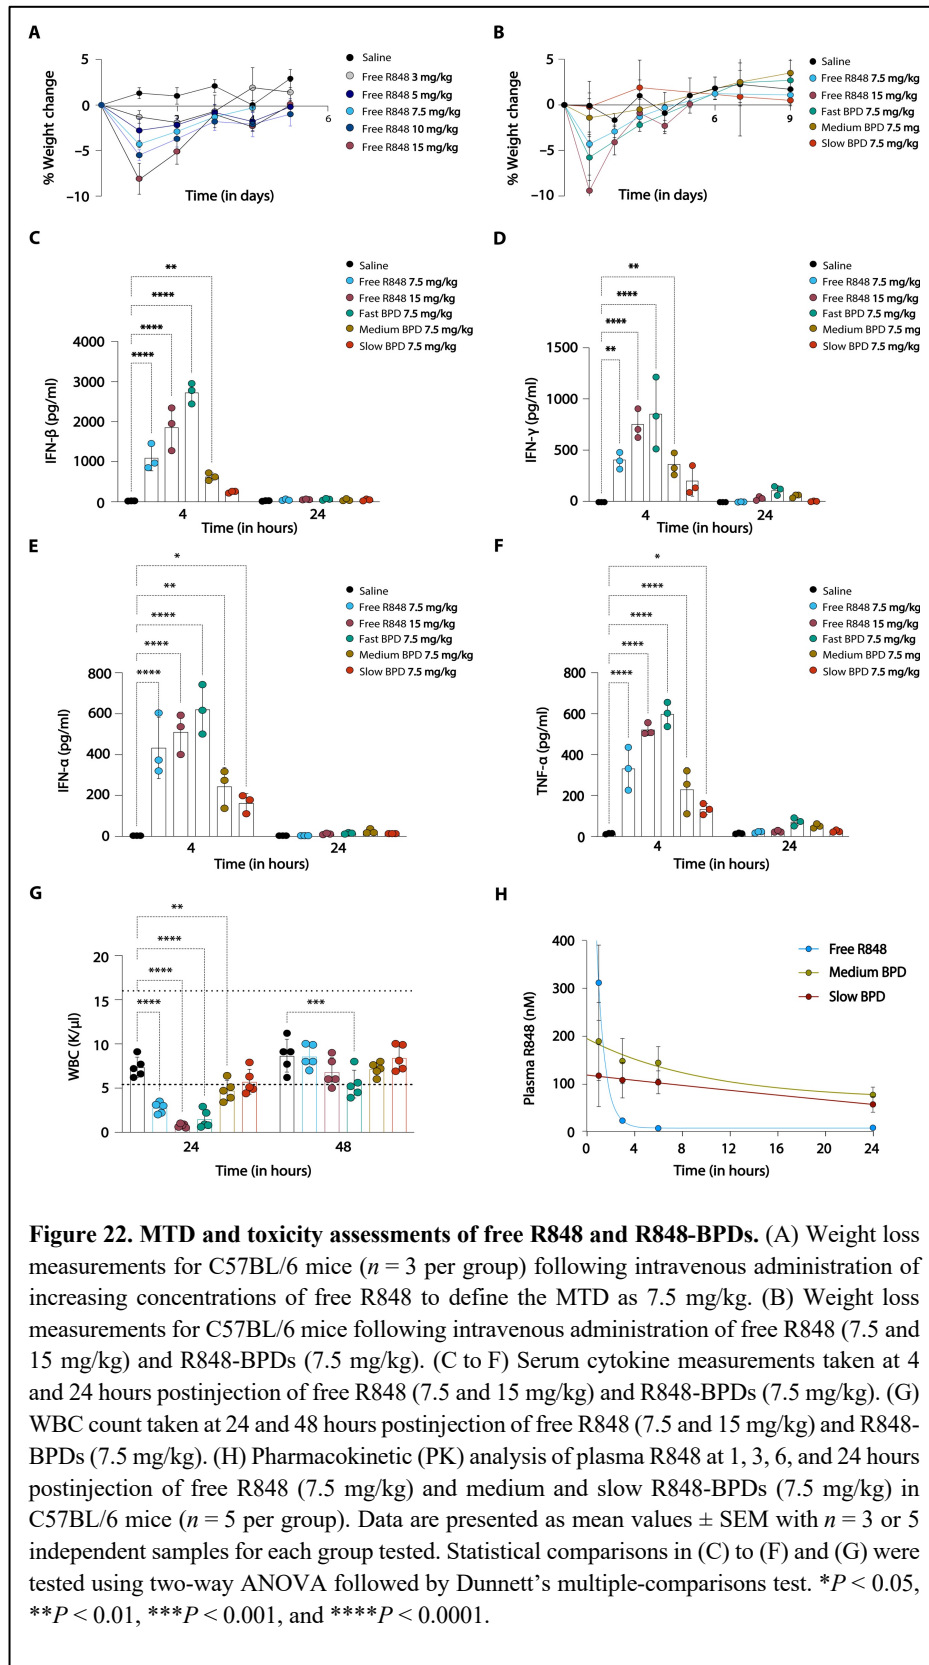 A
5
0
−5
−10
% Weight change
2
6
Time (in days)
Saline
Free R848 3 mg/kg
Free R848 5 mg/kg
Free R848 7.5 mg/kg
Free R848 10 mg/kg
Free R848 15 mg/kg
B
5
0
−5
−10
% Weight change
6
9
Time (in days)
Saline
Free R848 7.5 mg/kg
Free R848 15 mg/kg
Fast BPD 7.5 mg/kg
Medium BPD 7.5 mg
Slow BPD 7.5 mg/kg
C
Saline
Free R848 7.5 mg/kg
Free R848 15 mg/kg
Fast BPD 7.5 mg/kg
Medium BPD 7.5 mg/kg
Slow BPD 7.5 mg/kg
**
****
****
****
4000
3000
2000
1000
0
IFN-β (pg/ml)
4
24
Time (in hours)
D
Saline
Free R848 7.5 mg/kg
Free R848 15 mg/kg
Fast BPD 7.5 mg/kg
Medium BPD 7.5 mg/kg
Slow BPD 7.5 mg/kg
**
****
****
**
1500
1000
500
0
IFN-γ (pg/ml)
4
24
Time (in hours)
E
Saline
Free R848 7.5 mg/kg
Free R848 15 mg/kg
Fast BPD 7.5 mg/kg
Medium BPD 7.5 mg/kg
Slow BPD 7.5 mg/kg
*
**
****
****
****
800
600
400
200
0
IFN-α (pg/ml)
4
24
Time (in hours)
F
Saline
Free R848 7.5 mg/kg
Free R848 15 mg/kg
Fast BPD 7.5 mg/kg
Medium BPD 7.5 mg/kg
Slow BPD 7.5 mg/kg
*
****
****
****
****
800
600
400
200
0
TNF-α (pg/ml)
4
24
Time (in hours)
G
**
****
****
****
***
20
15
10
5
0
WBC (K/μl)
24
48
Time (in hours)
H
400
300
200
100
0
Plasma R848 (nM)
0
4
8
12
16
20
24
Time (in hours)
Free R848
Medium BPD
Slow BPD
Figure 22. MTD and toxicity assessments of free R848 and R848-BPDs. (A) Weight loss
measurements for C57BL/6 mice (n = 3 per group) following intravenous administration of
increasing concentrations of free R848 to define the MTD as 7.5 mg/kg. (B) Weight loss
measurements for C57BL/6 mice following intravenous administration of free R848 (7.5 and
15 mg/kg) and R848-BPDs (7.5 mg/kg). (C to F) Serum cytokine measurements taken at 4
and 24 hours postinjection of free R848 (7.5 and 15 mg/kg) and R848-BPDs (7.5 mg/kg). (G)
WBC count taken at 24 and 48 hours postinjection of free R848 (7.5 and 15 mg/kg) and R848-
BPDs (7.5 mg/kg). (H) Pharmacokinetic (PK) analysis of plasma R848 at 1, 3, 6, and 24 hours
postinjection of free R848 (7.5 mg/kg) and medium and slow R848-BPDs (7.5 mg/kg) in
C57BL/6 mice (n = 5 per group). Data are presented as mean values ± SEM with n = 3 or 5
independent samples for each group tested. Statistical comparisons in (C) to (F) and (G) were
tested using two-way ANOVA followed by Dunnett’s multiple-comparisons test. *P < 0.05,
**P < 0.01, ***P < 0.001, and ****P < 0.0001.